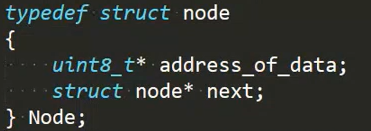 typedef struct node
{
    uint8_t* address_of_data;
    struct node* next;
} Node;